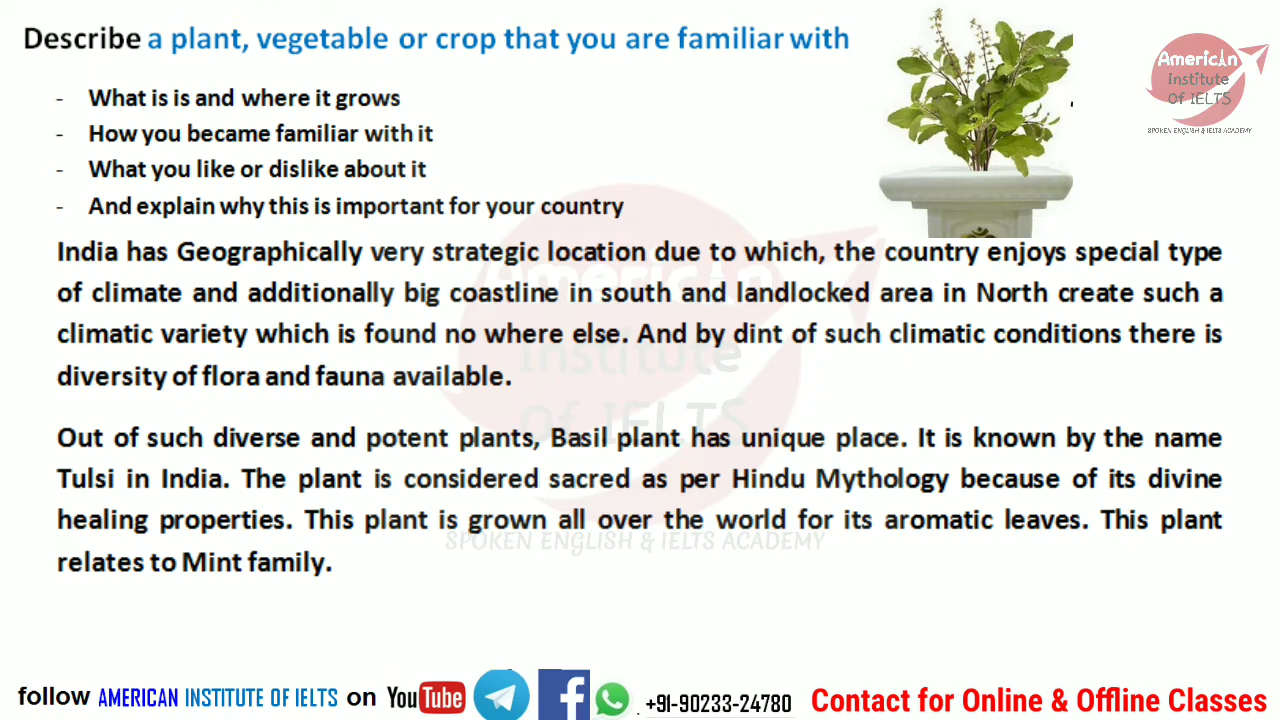 Describe a plant, vegetable or crop that you are familiar with
- What is is and where it grows
- How you became familiar with it
- What you like or dislike about it
- And explain why this is important for your country
American
Institute
Of IELTS
SPOKEN ENGLISH & IELTS ACADEMY
India has Geographically very strategic location due to which, the country enjoys special type
of climate and additionally big coastline in south and landlocked area in North create such a
climatic variety which is found no where else. And by dint of such climatic conditions there is
diversity of flora and fauna available.
Out of such diverse and potent plants, Basil plant has unique place. It is known by the name
Tulsi in India. The plant is considered sacred as per Hindu Mythology because of its divine
healing properties. This plant is grown all over the world for its aromatic leaves. This plant
relates to Mint family.
American
Institute
Of IELTS
SPOKEN ENGLISH & IELTS ACADEMY
follow AMERICAN INSTITUTE OF IELTS on YouTube f +91-90233-24780 Contact for Online & Offline Classes